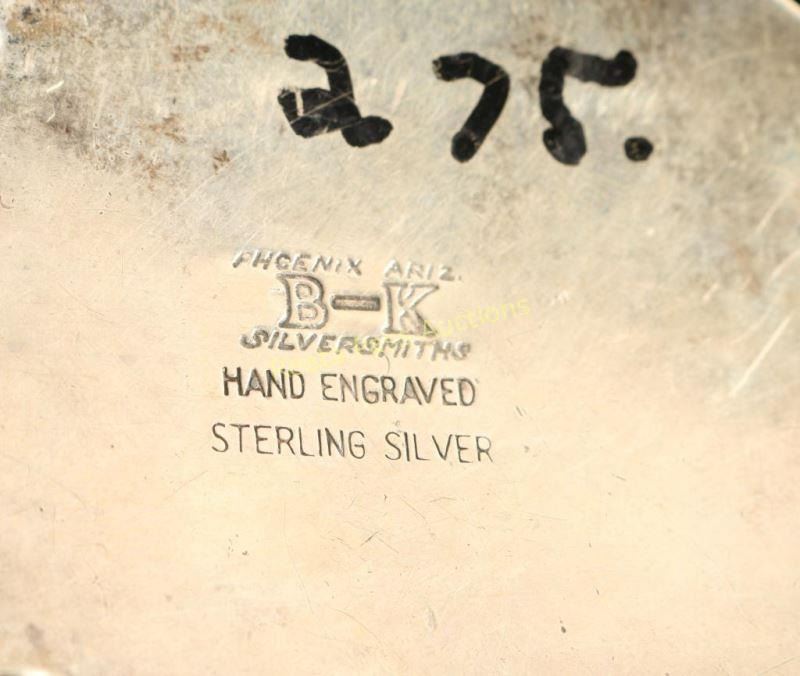 275.
PHOENIX ARIZ.
B-K
SILVERSMITHS
HAND ENGRAVED
STERLING SILVER